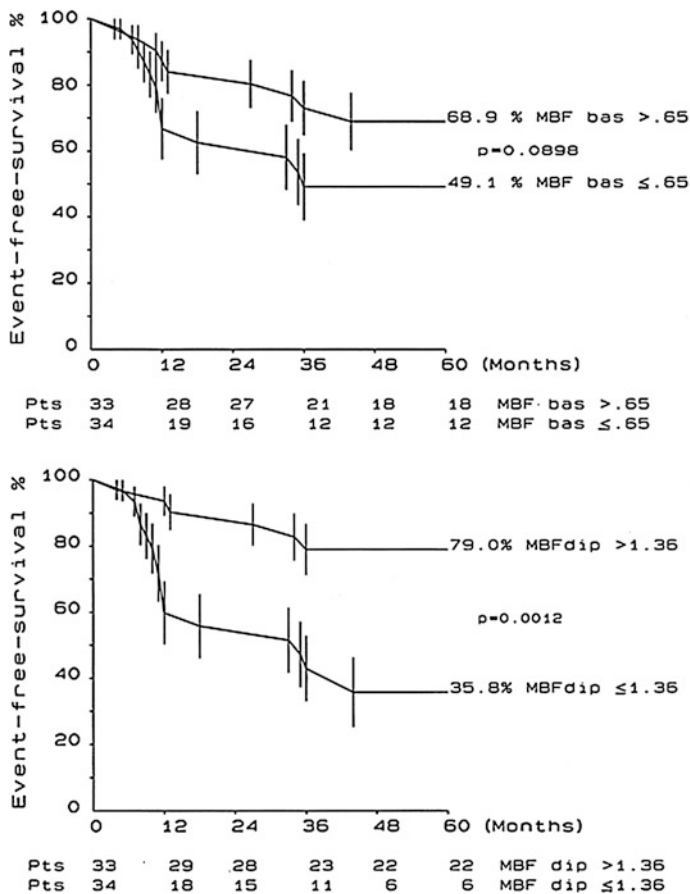 Event-free-survival %
100
80
60
40
20
0
68.9 % MBF bas >.65
p=0.0898
49.1 % MBF bas ≤.65
0 12 24 36 48 60 (Months)
Pts 33 28 27 21 18 18 MBF bas >.65
Pts 34 19 16 12 12 12 MBF bas ≤.65
Event-free-survival %
100
80
60
40
20
0
79.0% MBFdip >1.36
p=0.0012
35.8% MBFdip ≤1.36
0 12 24 36 48 60 (Months)
Pts 33 29 28 23 22 22 MBF dip >1.36
Pts 34 18 15 11 6 6 MBF dip ≤1.36